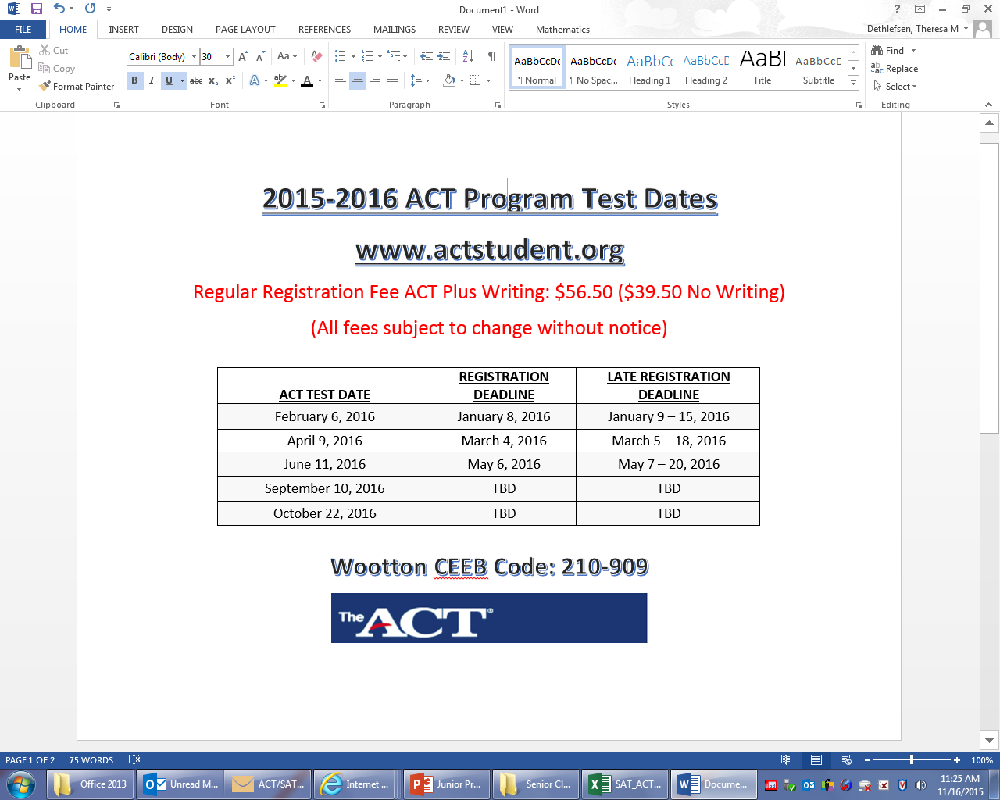 Document1 - Word
FILE HOME INSERT DESIGN PAGE LAYOUT REFERENCES MAILINGS REVIEW VIEW Mathematics Dethlefsen, Theresa M
Paste Cut Copy Format Painter
Clipboard
Calibri (Body) 30 Aa
B I U abc x₂ x² A ab A
Font
Paragraph
AaBbCcDc AaBbCcDc AaBbCc AaBbCcD AaBl AaBbCcD
¶ Normal ¶ No Spac... Heading 1 Heading 2 Title Subtitle
Styles
Find
Replace
Select
Editing
2015-2016 ACT Program Test Dates
www.actstudent.org
Regular Registration Fee ACT Plus Writing: $56.50 ($39.50 No Writing)
(All fees subject to change without notice)
ACT TEST DATE REGISTRATION DEADLINE LATE REGISTRATION DEADLINE
February 6, 2016 January 8, 2016 January 9 – 15, 2016
April 9, 2016 March 4, 2016 March 5 – 18, 2016
June 11, 2016 May 6, 2016 May 7 – 20, 2016
September 10, 2016 TBD TBD
October 22, 2016 TBD TBD
Wootton CEEB Code: 210-909
The ACT®
PAGE 1 OF 2 75 WORDS 100%
Office 2013 Unread M... ACT/SAT... Internet ... Junior Pr... Senior Cl... SAT_ACT... Docume... 11:25 AM
11/16/2015